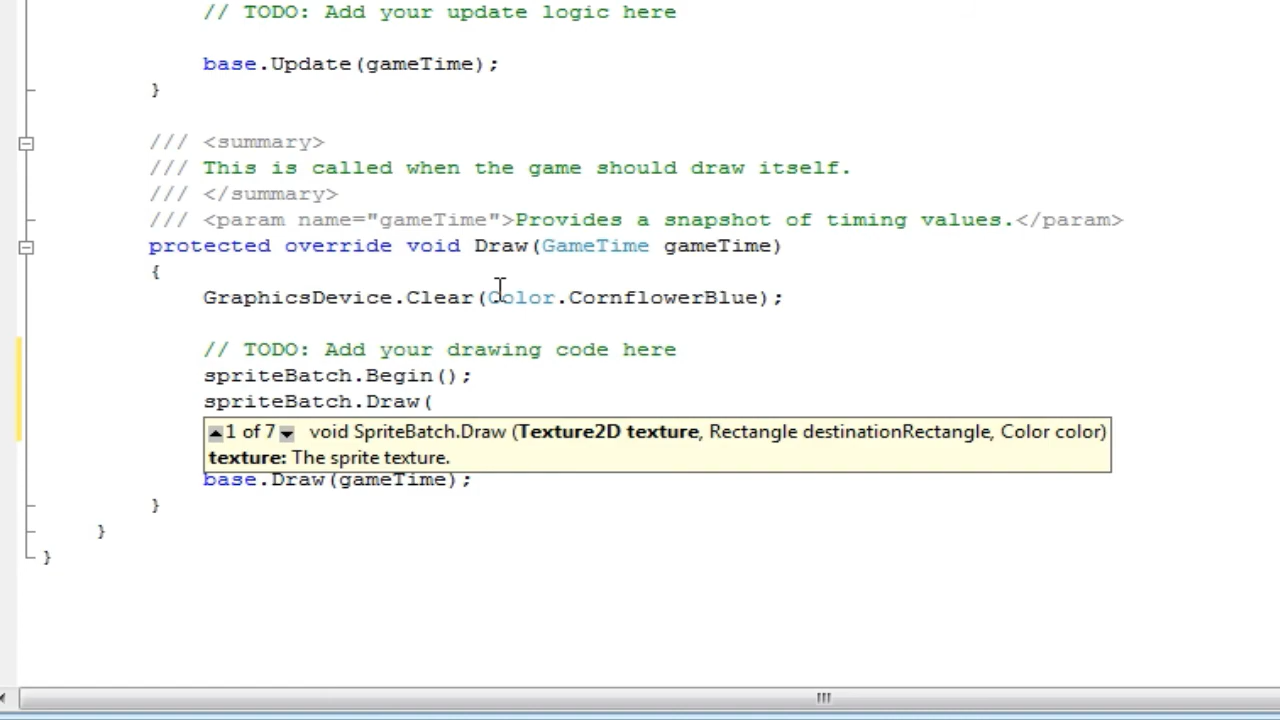 // TODO: Add your update logic here
base.Update(gameTime);
}
/// <summary>
/// This is called when the game should draw itself.
/// </summary>
/// <param name="gameTime">Provides a snapshot of timing values.</param>
protected override void Draw(GameTime gameTime)
{
GraphicsDevice.Clear(Color.CornflowerBlue);
// TODO: Add your drawing code here
spriteBatch.Begin();
spriteBatch.Draw(
1 of 7 void SpriteBatch.Draw (Texture2D texture, Rectangle destinationRectangle, Color color)
texture: The sprite texture.
base.Draw(gameTime);
}
}
}